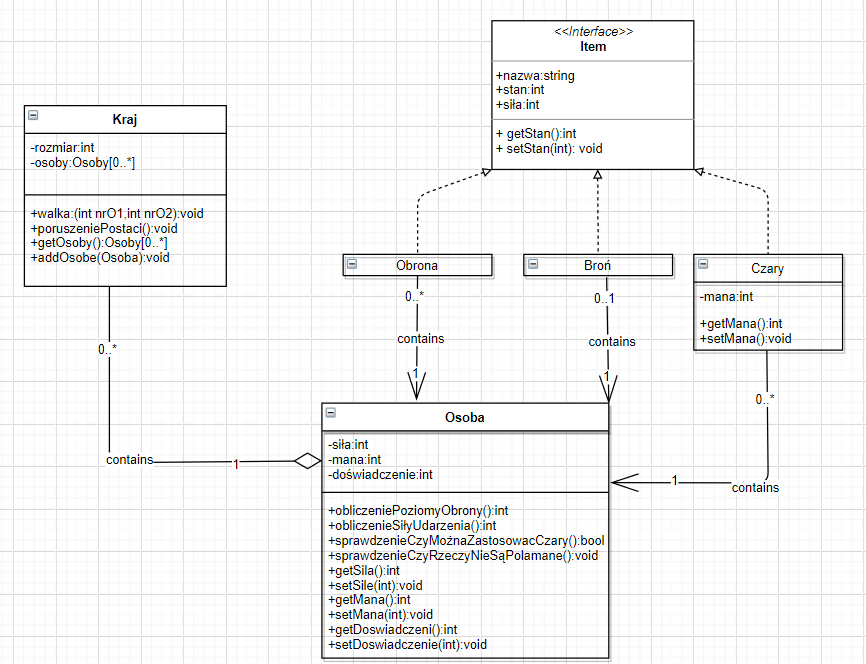 <<Interface>>
Item
+nazwa:string
+stan:int
+siła:int
+ getStan():int
+ setStan(int): void
Kraj
-rozmiar:int
-osoby:Osoby[0..*]
+walka:(int nrO1,int nrO2):void
+poruszeniePostaci():void
+getOsoby():Osoby[0..*]
+addOsobe(Osoba):void
Obrona
Broń
Czary
-mana:int
+getMana():int
+setMana():void
0..*
contains
1
0..1
contains
1
0..*
1
contains
0..*
contains
1
Osoba
-siła:int
-mana:int
-doświadczenie:int
+obliczeniePoziomyObrony():int
+obliczenieSiłyUdarzenia():int
+sprawdzenieCzyMożnaZastosowacCzary():bool
+sprawdzenieCzyRzeczyNieSąPolamane():void
+getSila():int
+setSile(int):void
+getMana():int
+setMana(int):void
+getDoswiadczeni():int
+setDoswiadczenie(int):void